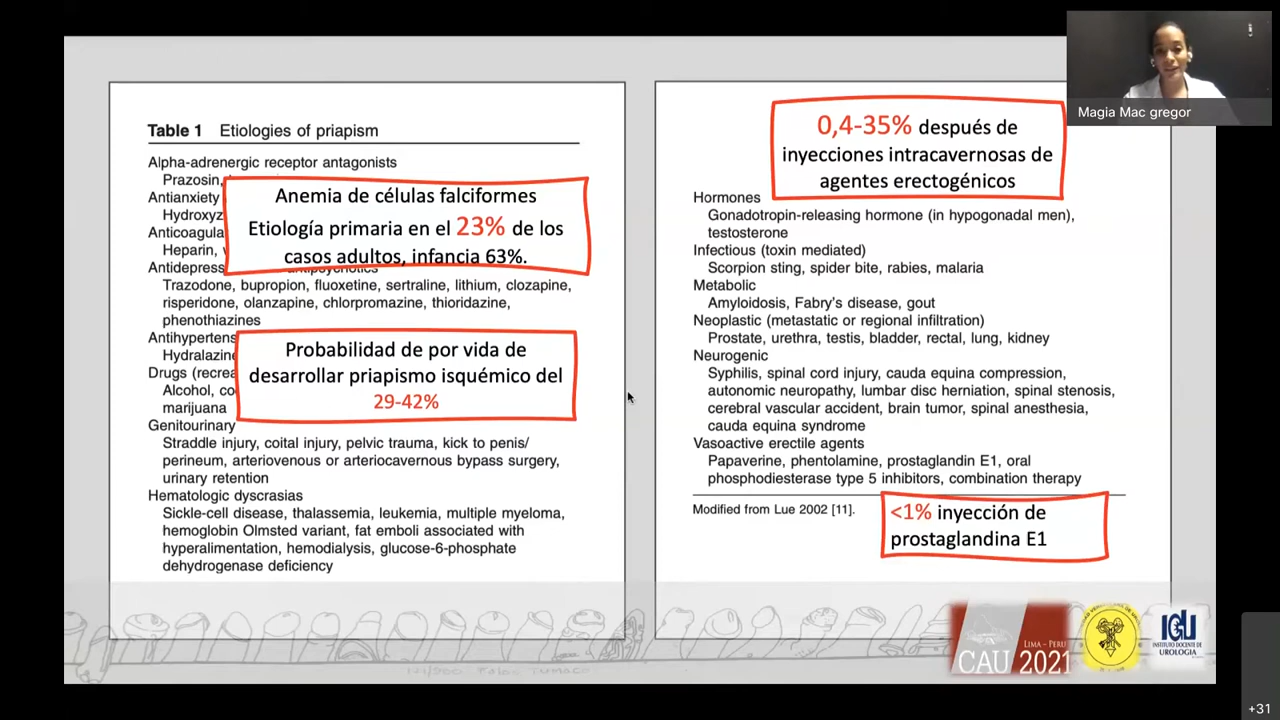 Table 1 Etiologies of priapism
Alpha-adrenergic receptor antagonists
Prazosin,
Antianxiety
Hydroxyz
Anticoagula
Heparin,
Antidepress antipsychotics
Trazodone, bupropion, fluoxetine, sertraline, lithium, clozapine,
risperidone, olanzapine, chlorpromazine, thioridazine,
phenothiazines
Antihypertens
Hydralazine
Drugs (recrea
Alcohol, co
marijuana
Genitourinary
Straddle injury, coital injury, pelvic trauma, kick to penis/
perineum, arteriovenous or arteriocavernous bypass surgery,
urinary retention
Hematologic dyscrasias
Sickle-cell disease, thalassemia, leukemia, multiple myeloma,
hemoglobin Olmsted variant, fat emboli associated with
hyperalimentation, hemodialysis, glucose-6-phosphate
dehydrogenase deficiency
Anemia de células falciformes
Etiología primaria en el 23% de los
casos adultos, infancia 63%.
Probabilidad de por vida de
desarrollar priapismo isquémico del
29-42%
0,4-35% después de
inyecciones intracavernosas de
agentes erectogénicos
Hormones
Gonadotropin-releasing hormone (in hypogonadal men),
testosterone
Infectious (toxin mediated)
Scorpion sting, spider bite, rabies, malaria
Metabolic
Amyloidosis, Fabry's disease, gout
Neoplastic (metastatic or regional infiltration)
Prostate, urethra, testis, bladder, rectal, lung, kidney
Neurogenic
Syphilis, spinal cord injury, cauda equina compression,
autonomic neuropathy, lumbar disc herniation, spinal stenosis,
cerebral vascular accident, brain tumor, spinal anesthesia,
cauda equina syndrome
Vasoactive erectile agents
Papaverine, phentolamine, prostaglandin E1, oral
phosphodiesterase type 5 inhibitors, combination therapy
Modified from Lue 2002 [11].
<1% inyección de
prostaglandina E1
Magia Mac gregor
LIMA - PERU
CAU 2021
IDU
INSTITUTO DOCENTE DE
UROLOGIA
+31